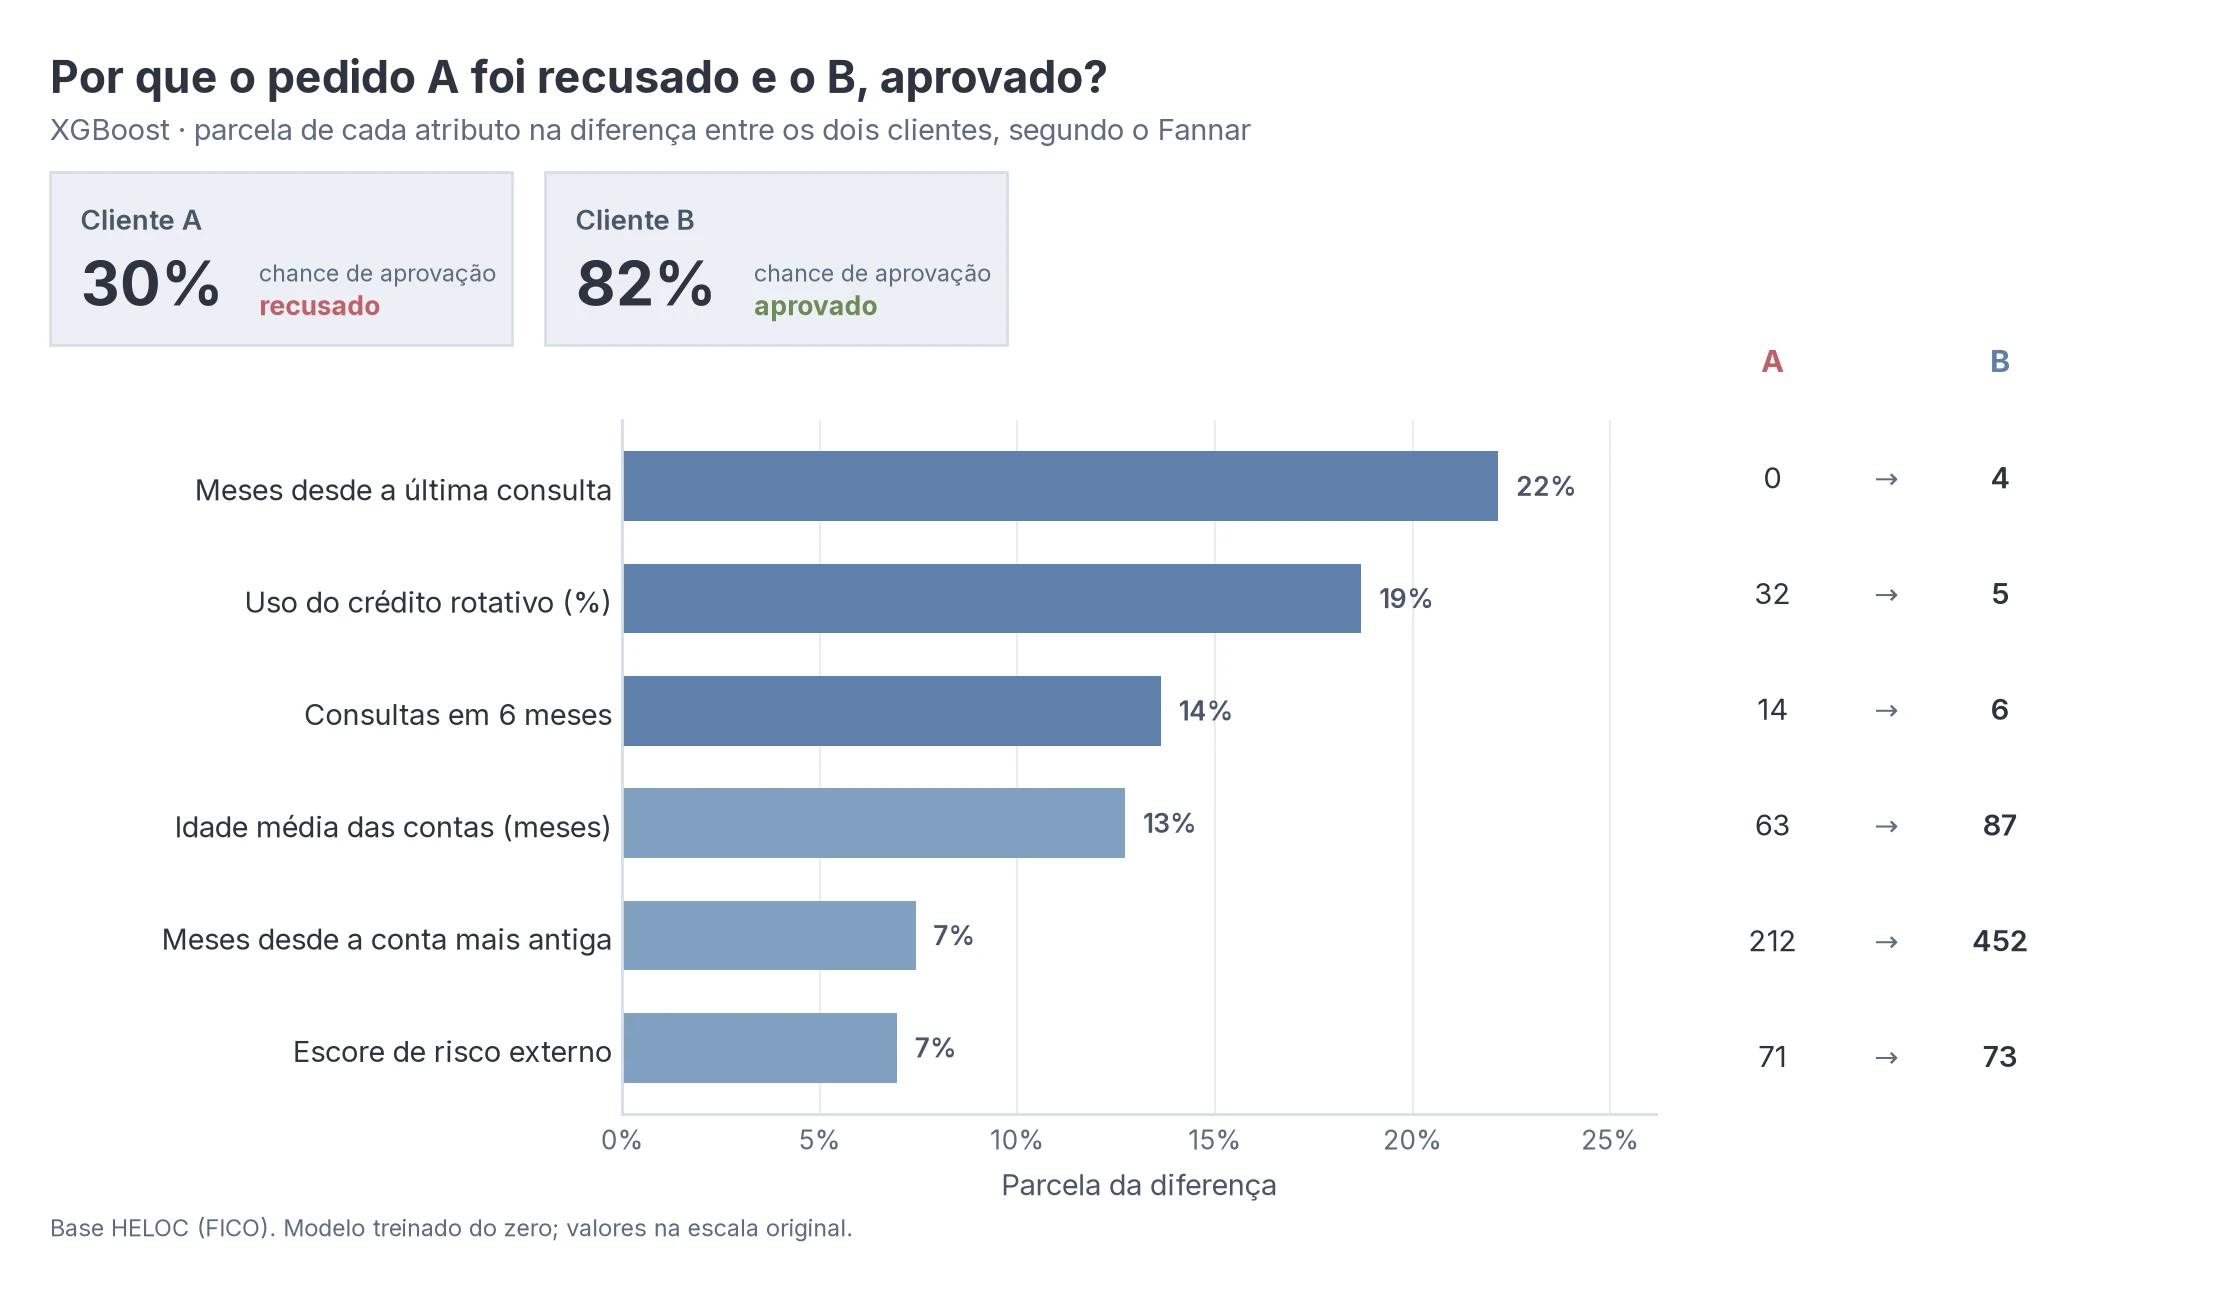 Por que o pedido A foi recusado e o B, aprovado?
XGBoost · parcela de cada atributo na diferença entre os dois clientes, segundo o Fannar
Cliente A
30%
chance de aprovação
recusado
Cliente B
82%
chance de aprovação
aprovado
A B
Meses desde a última consulta 22% 0 → 4
Uso do crédito rotativo (%) 19% 32 → 5
Consultas em 6 meses 14% 14 → 6
Idade média das contas (meses) 13% 63 → 87
Meses desde a conta mais antiga 7% 212 → 452
Escore de risco externo 7% 71 → 73
0% 5% 10% 15% 20% 25%
Parcela da diferença
Base HELOC (FICO). Modelo treinado do zero; valores na escala original.